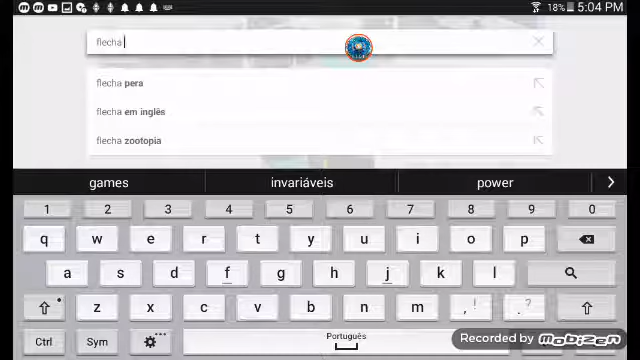 18% 5:04 PM
flecha
flecha pera
flecha em inglês
flecha zootopia
games invariáveis power
1 2 3 4 5 6 7 8 9 0
q w e r t y u i o p
a s d f g h j k l
z x c v b n m , ! . ?
Ctrl Sym Português
Recorded by mobizen